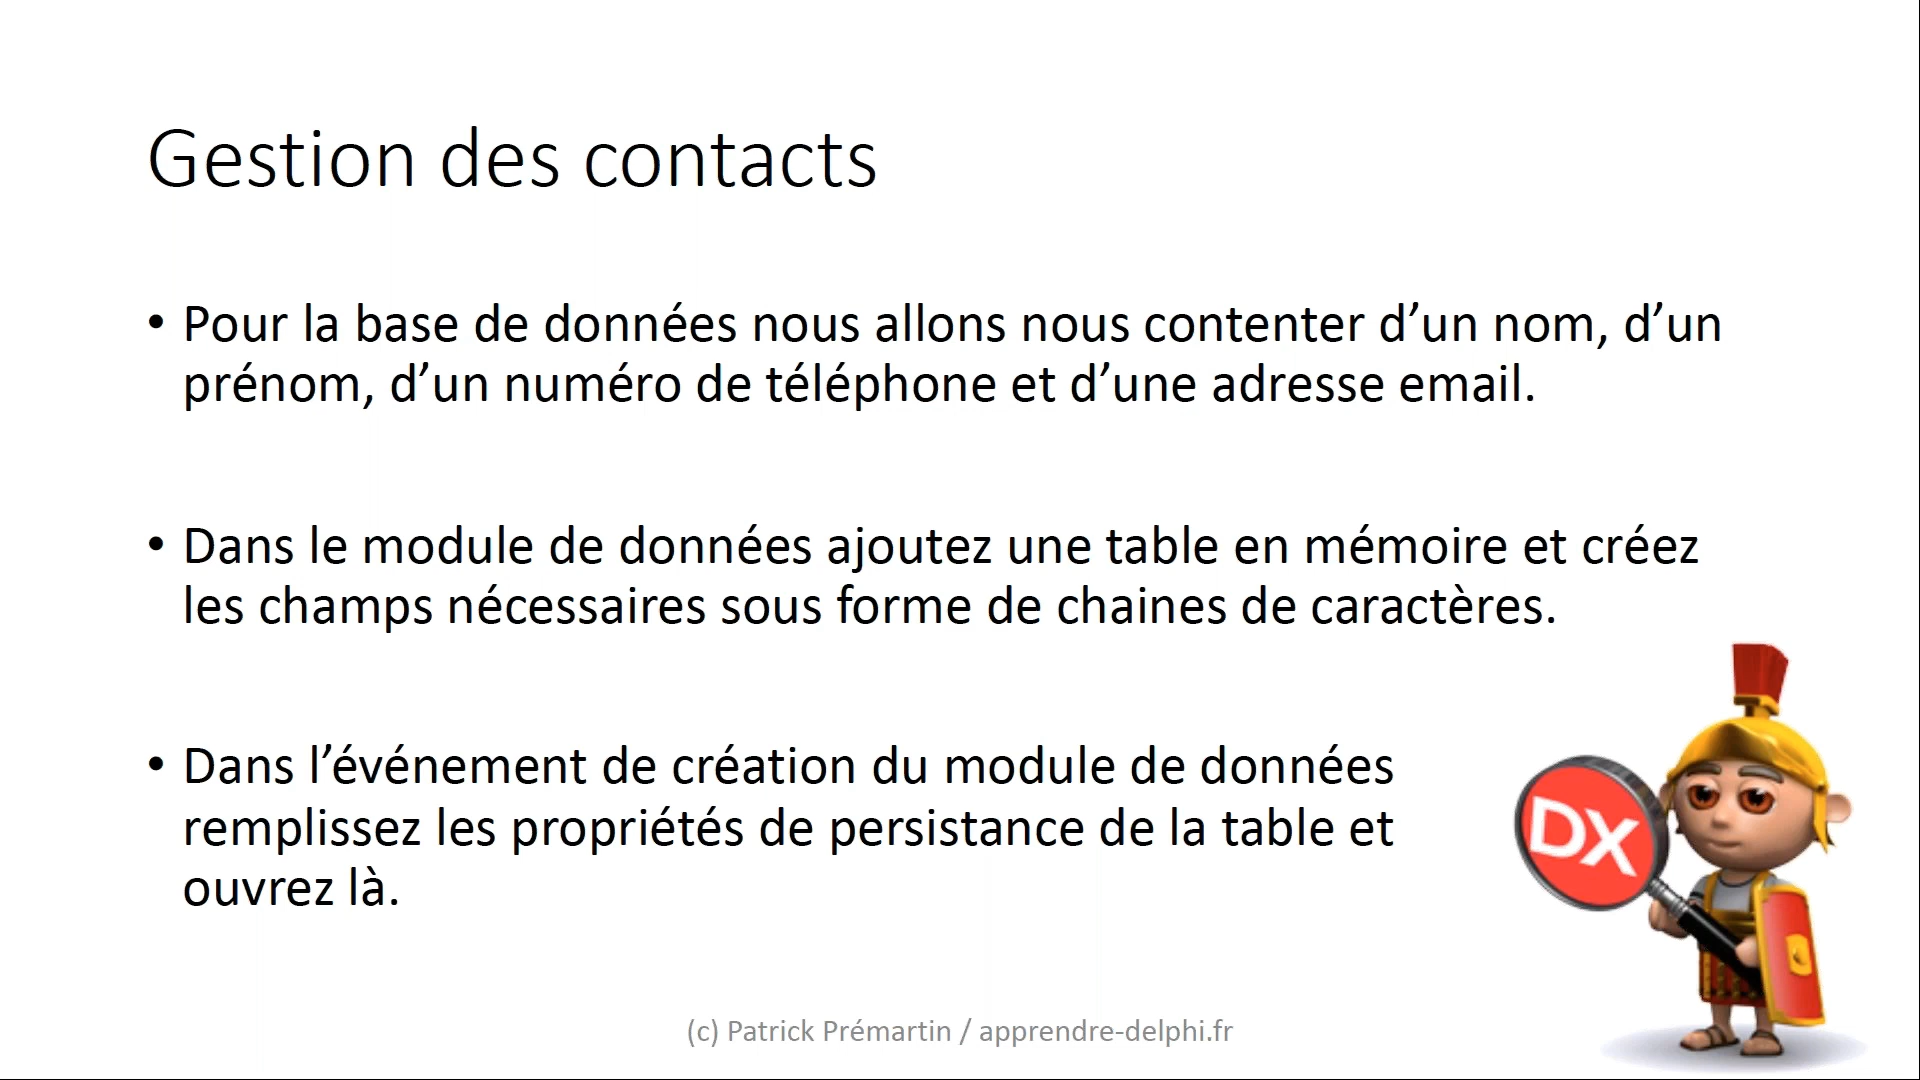 Gestion des contacts
• Pour la base de données nous allons nous contenter d’un nom, d’un
prénom, d’un numéro de téléphone et d’une adresse email.
• Dans le module de données ajoutez une table en mémoire et créez
les champs nécessaires sous forme de chaines de caractères.
• Dans l’événement de création du module de données
remplissez les propriétés de persistance de la table et
ouvrez là.
DX
(c) Patrick Prémartin / apprendre-delphi.fr